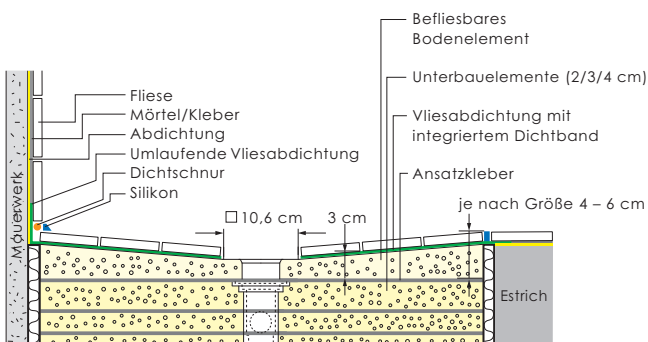 Befliesbares
Bodenelement
Unterbauelemente (2/3/4 cm)
Vliesabdichtung mit
integriertem Dichtband
Ansatzkleber
je nach Größe 4 – 6 cm
Fliese
Mörtel/Kleber
Abdichtung
Umlaufende Vliesabdichtung
Dichtschnur
Silikon
Mauerwerk
□ 10,6 cm
3 cm
Estrich